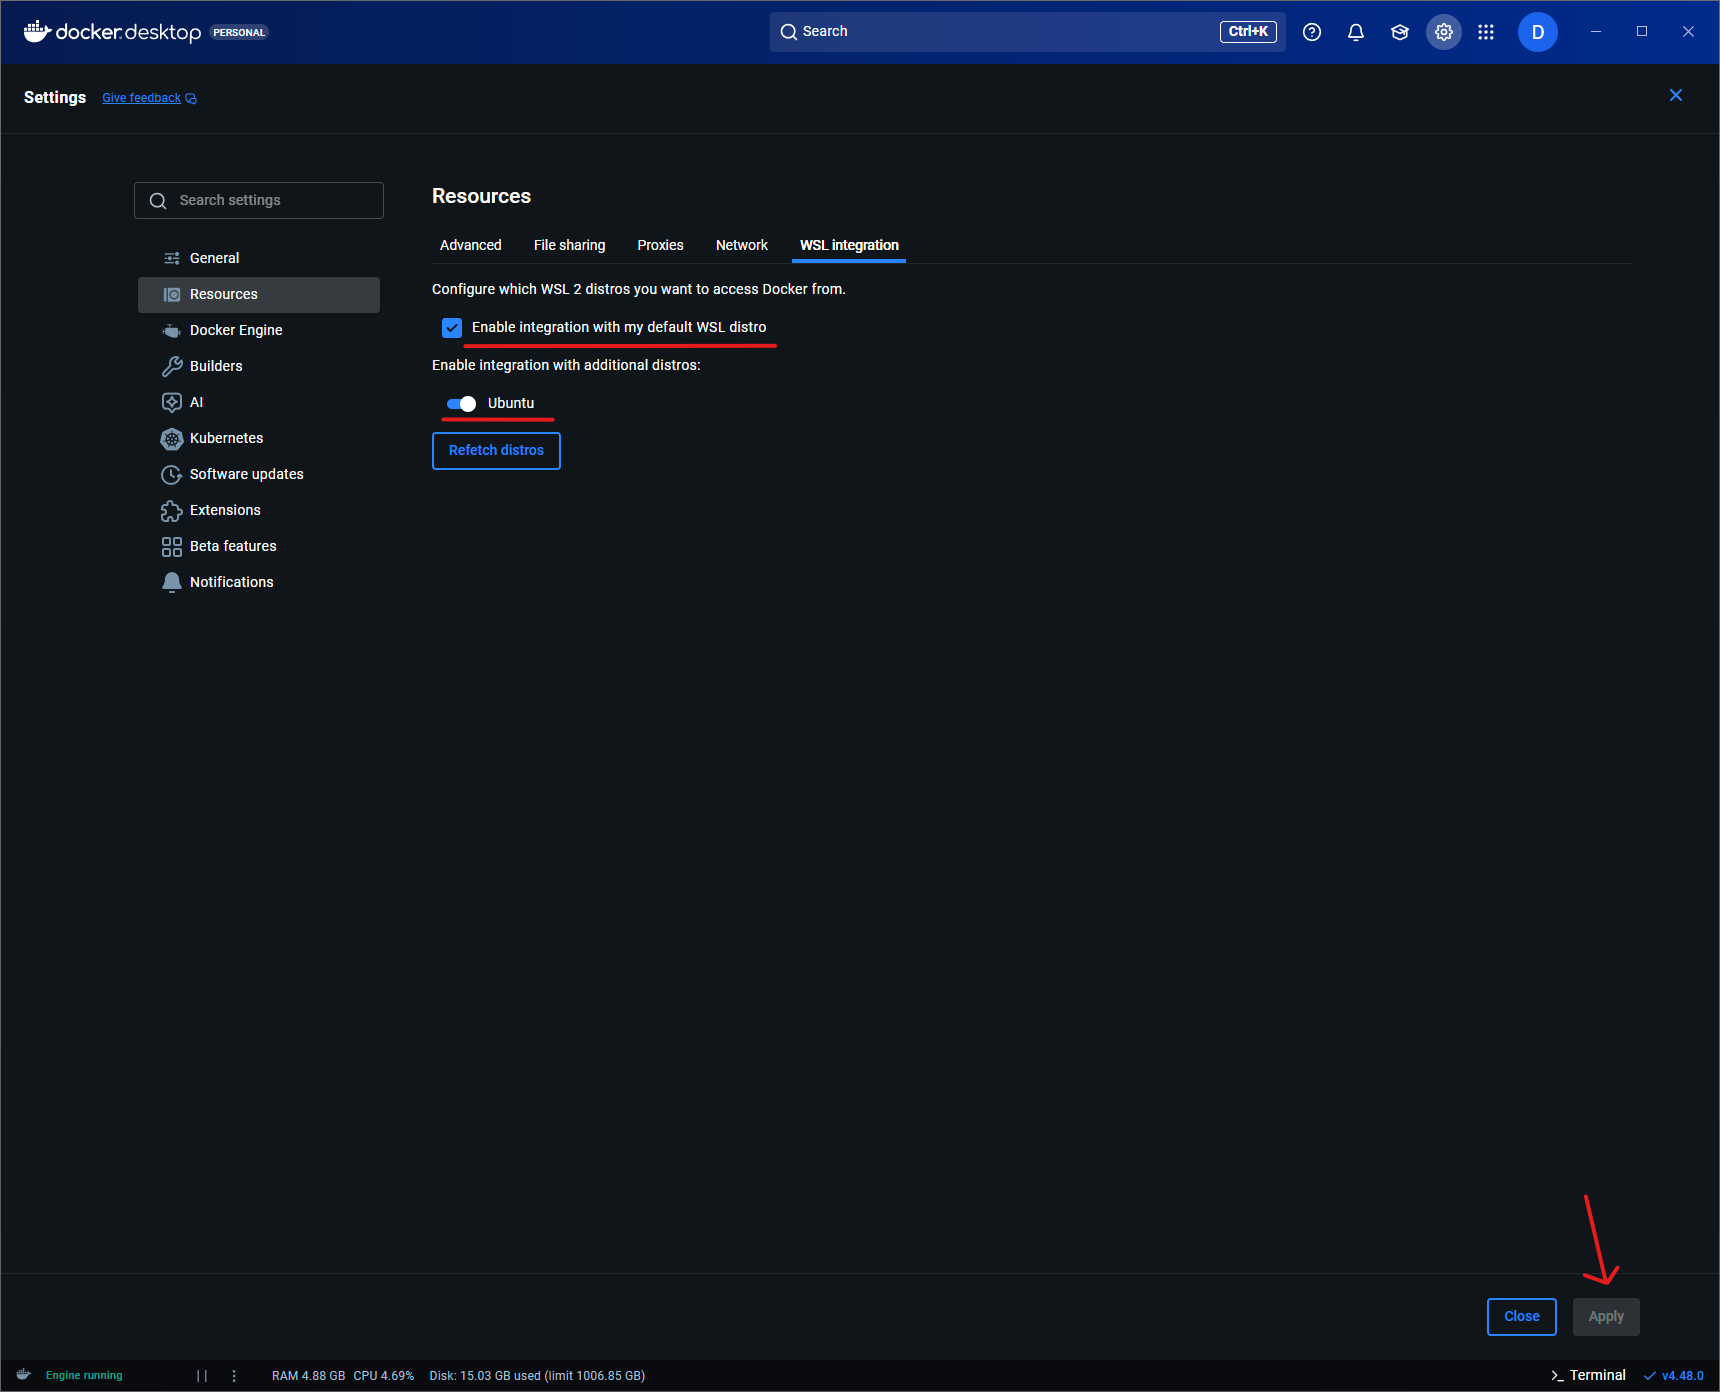 docker.desktop PERSONAL
Search Ctrl+K
D
Settings Give feedback
Search settings
General
Resources
Docker Engine
Builders
AI
Kubernetes
Software updates
Extensions
Beta features
Notifications
Resources
Advanced File sharing Proxies Network WSL integration
Configure which WSL 2 distros you want to access Docker from.
Enable integration with my default WSL distro
Enable integration with additional distros:
Ubuntu
Refetch distros
Close Apply
Engine running RAM 4.88 GB CPU 4.69% Disk: 15.03 GB used (limit 1006.85 GB) Terminal v4.48.0